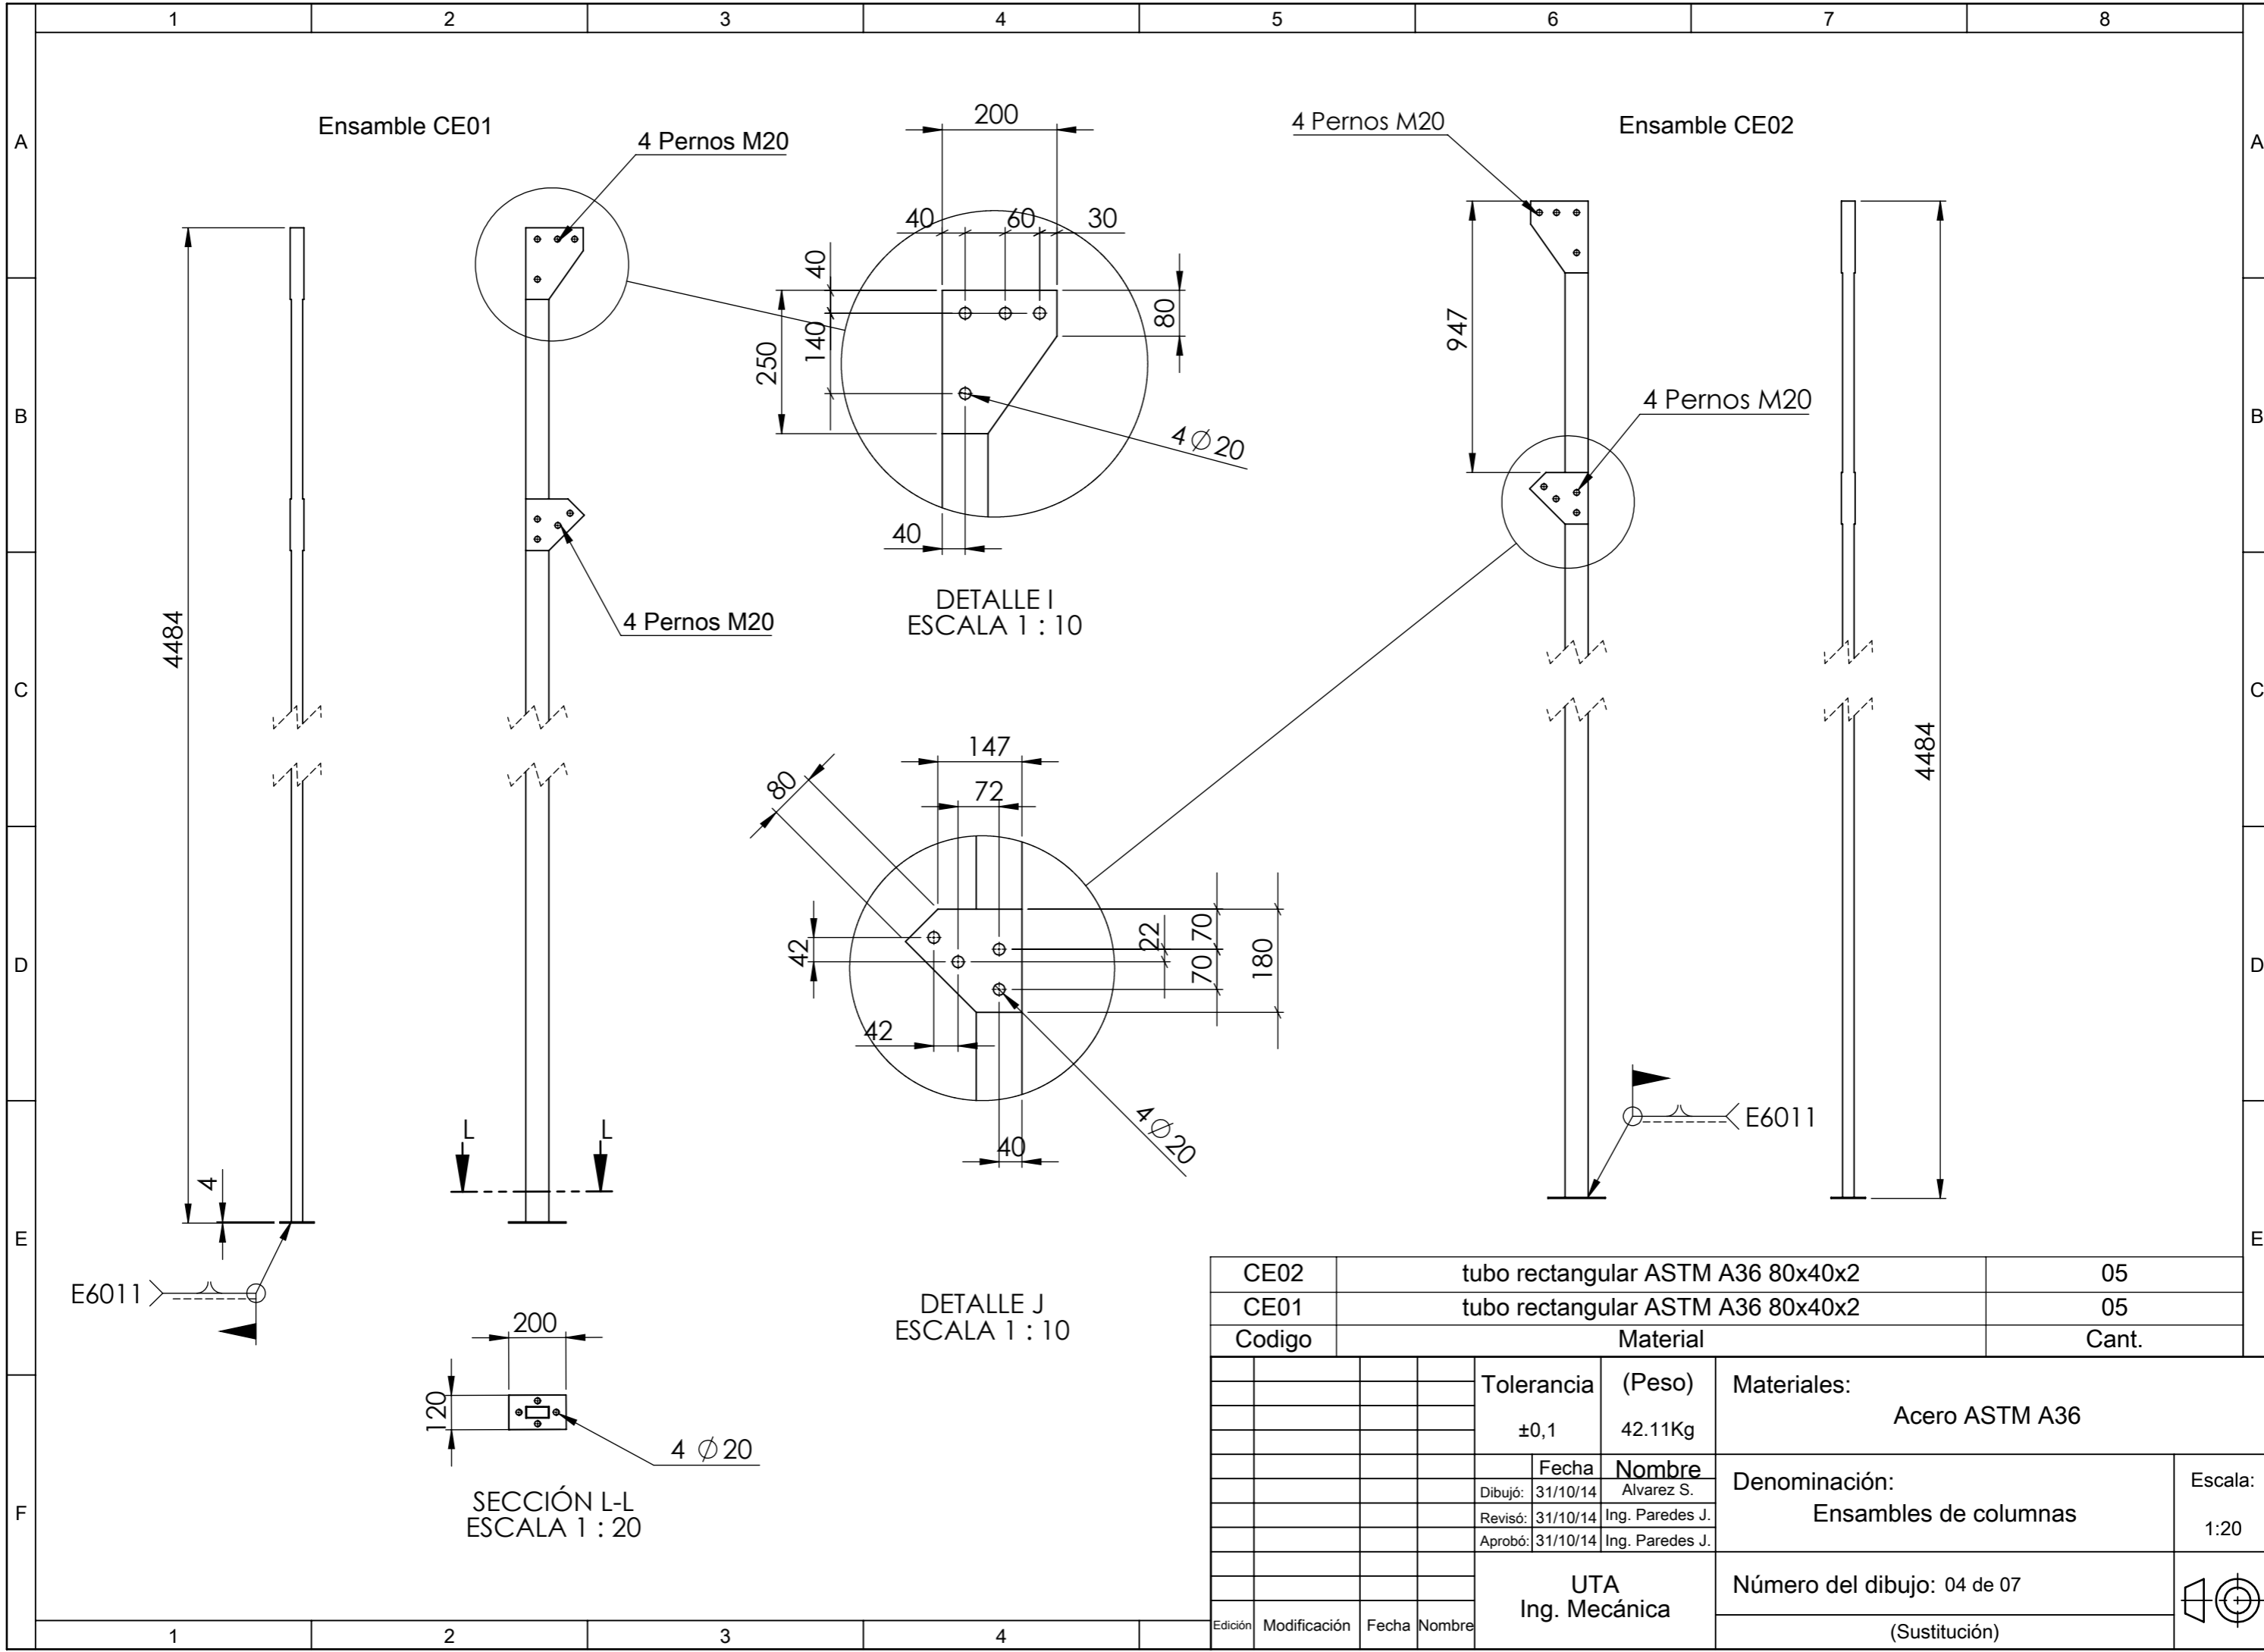 1 2 3 4 5 6 7 8
A
A
Ensamble CE01
4 Pernos M20
200
4 Pernos M20
Ensamble CE02
40 60 30
40
80
140
250
947
B
4 Pernos M20
B
4 Ø 20
40
DETALLE I
ESCALA 1 : 10
4 Pernos M20
4484
C
C
4484
147
80
72
42
22
70
70
180
D
D
42
40
4 Ø 20
L L
E6011
4
E
E
E6011
DETALLE J
ESCALA 1 : 10
200
120
4 Ø 20
SECCIÓN L-L
ESCALA 1 : 20
F
F
CE02 tubo rectangular ASTM A36 80x40x2 05
CE01 tubo rectangular ASTM A36 80x40x2 05
Codigo Material Cant.
Tolerancia (Peso) Materiales:
±0,1 42.11Kg Acero ASTM A36
Fecha Nombre
Dibujó: 31/10/14 Alvarez S.
Revisó: 31/10/14 Ing. Paredes J.
Aprobó: 31/10/14 Ing. Paredes J.
Denominación:
Ensambles de columnas
Escala:
1:20
UTA
Ing. Mecánica
Número del dibujo: 04 de 07
Edición Modificación Fecha Nombre
(Sustitución)
1 2 3 4